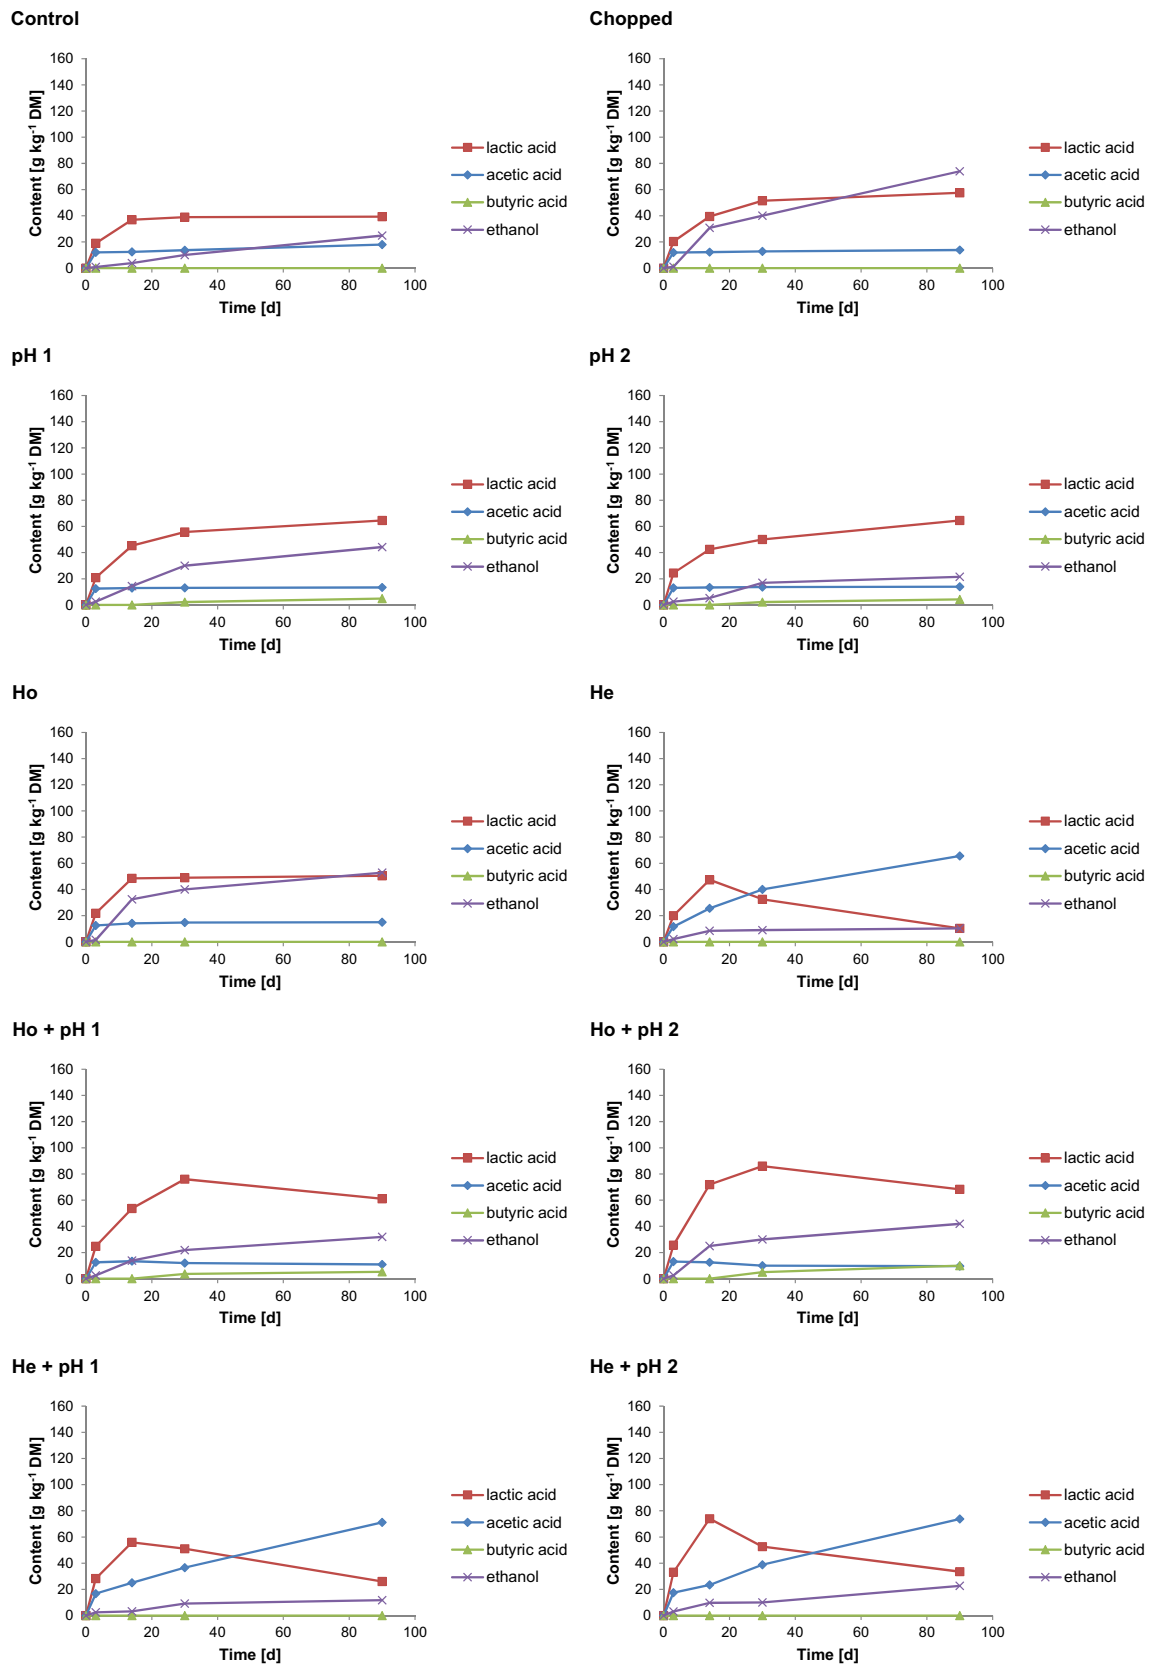 Control
160
140
120
100
80
60
40
20
0
Content [g kg⁻¹ DM]
0 20 40 60 80 100
Time [d]
lactic acid
acetic acid
butyric acid
ethanol
Chopped
160
140
120
100
80
60
40
20
0
Content [g kg⁻¹ DM]
0 20 40 60 80 100
Time [d]
lactic acid
acetic acid
butyric acid
ethanol
pH 1
160
140
120
100
80
60
40
20
0
Content [g kg⁻¹ DM]
0 20 40 60 80 100
Time [d]
lactic acid
acetic acid
butyric acid
ethanol
pH 2
160
140
120
100
80
60
40
20
0
Content [g kg⁻¹ DM]
0 20 40 60 80 100
Time [d]
lactic acid
acetic acid
butyric acid
ethanol
Ho
160
140
120
100
80
60
40
20
0
Content [g kg⁻¹ DM]
0 20 40 60 80 100
Time [d]
lactic acid
acetic acid
butyric acid
ethanol
He
160
140
120
100
80
60
40
20
0
Content [g kg⁻¹ DM]
0 20 40 60 80 100
Time [d]
lactic acid
acetic acid
butyric acid
ethanol
Ho + pH 1
160
140
120
100
80
60
40
20
0
Content [g kg⁻¹ DM]
0 20 40 60 80 100
Time [d]
lactic acid
acetic acid
butyric acid
ethanol
Ho + pH 2
160
140
120
100
80
60
40
20
0
Content [g kg⁻¹ DM]
0 20 40 60 80 100
Time [d]
lactic acid
acetic acid
butyric acid
ethanol
He + pH 1
160
140
120
100
80
60
40
20
0
Content [g kg⁻¹ DM]
0 20 40 60 80 100
Time [d]
lactic acid
acetic acid
butyric acid
ethanol
He + pH 2
160
140
120
100
80
60
40
20
0
Content [g kg⁻¹ DM]
0 20 40 60 80 100
Time [d]
lactic acid
acetic acid
butyric acid
ethanol